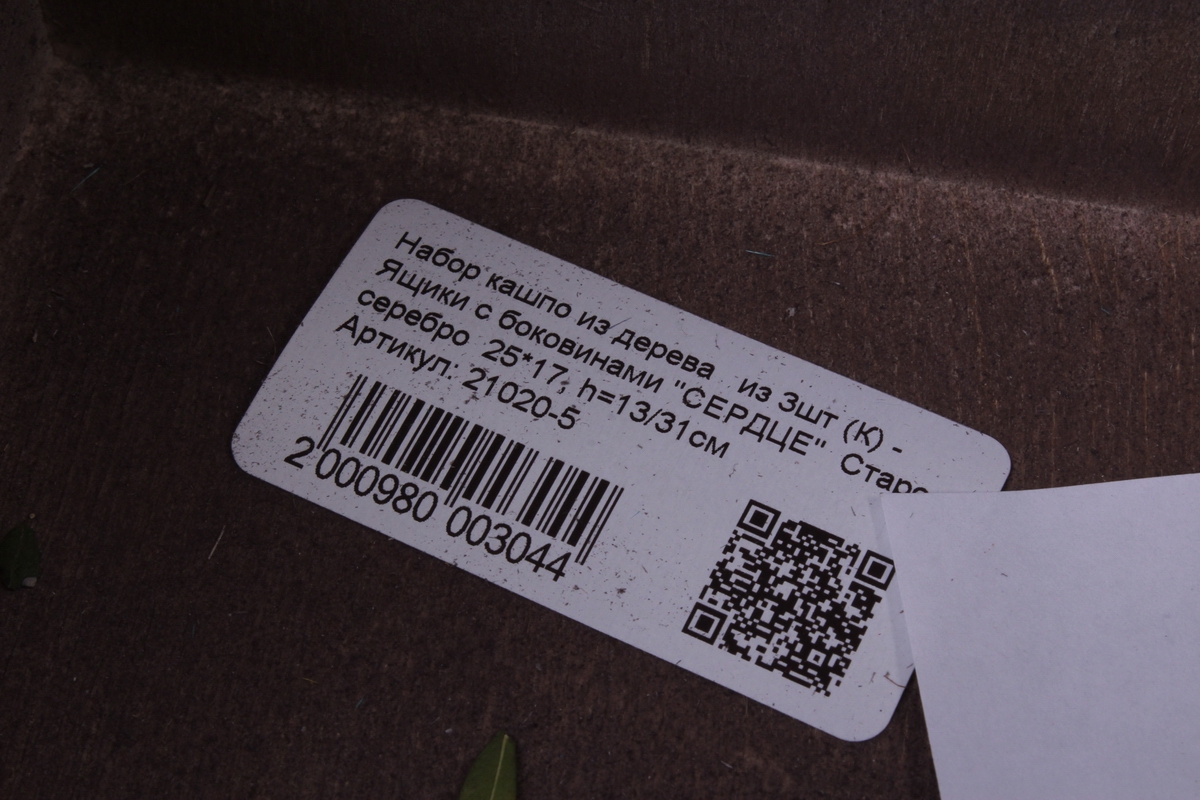 Набор кашпо из дерева из 3шт (К) -
Ящики с боковинами "СЕРДЦЕ"
серебро 25*17, h=13/31см
Артикул: 21020-5
2 000980 003044